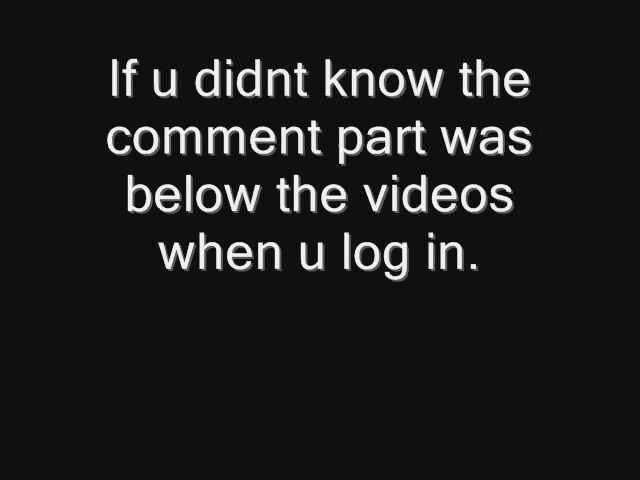 If u didnt know the
comment part was
below the videos
when u log in.